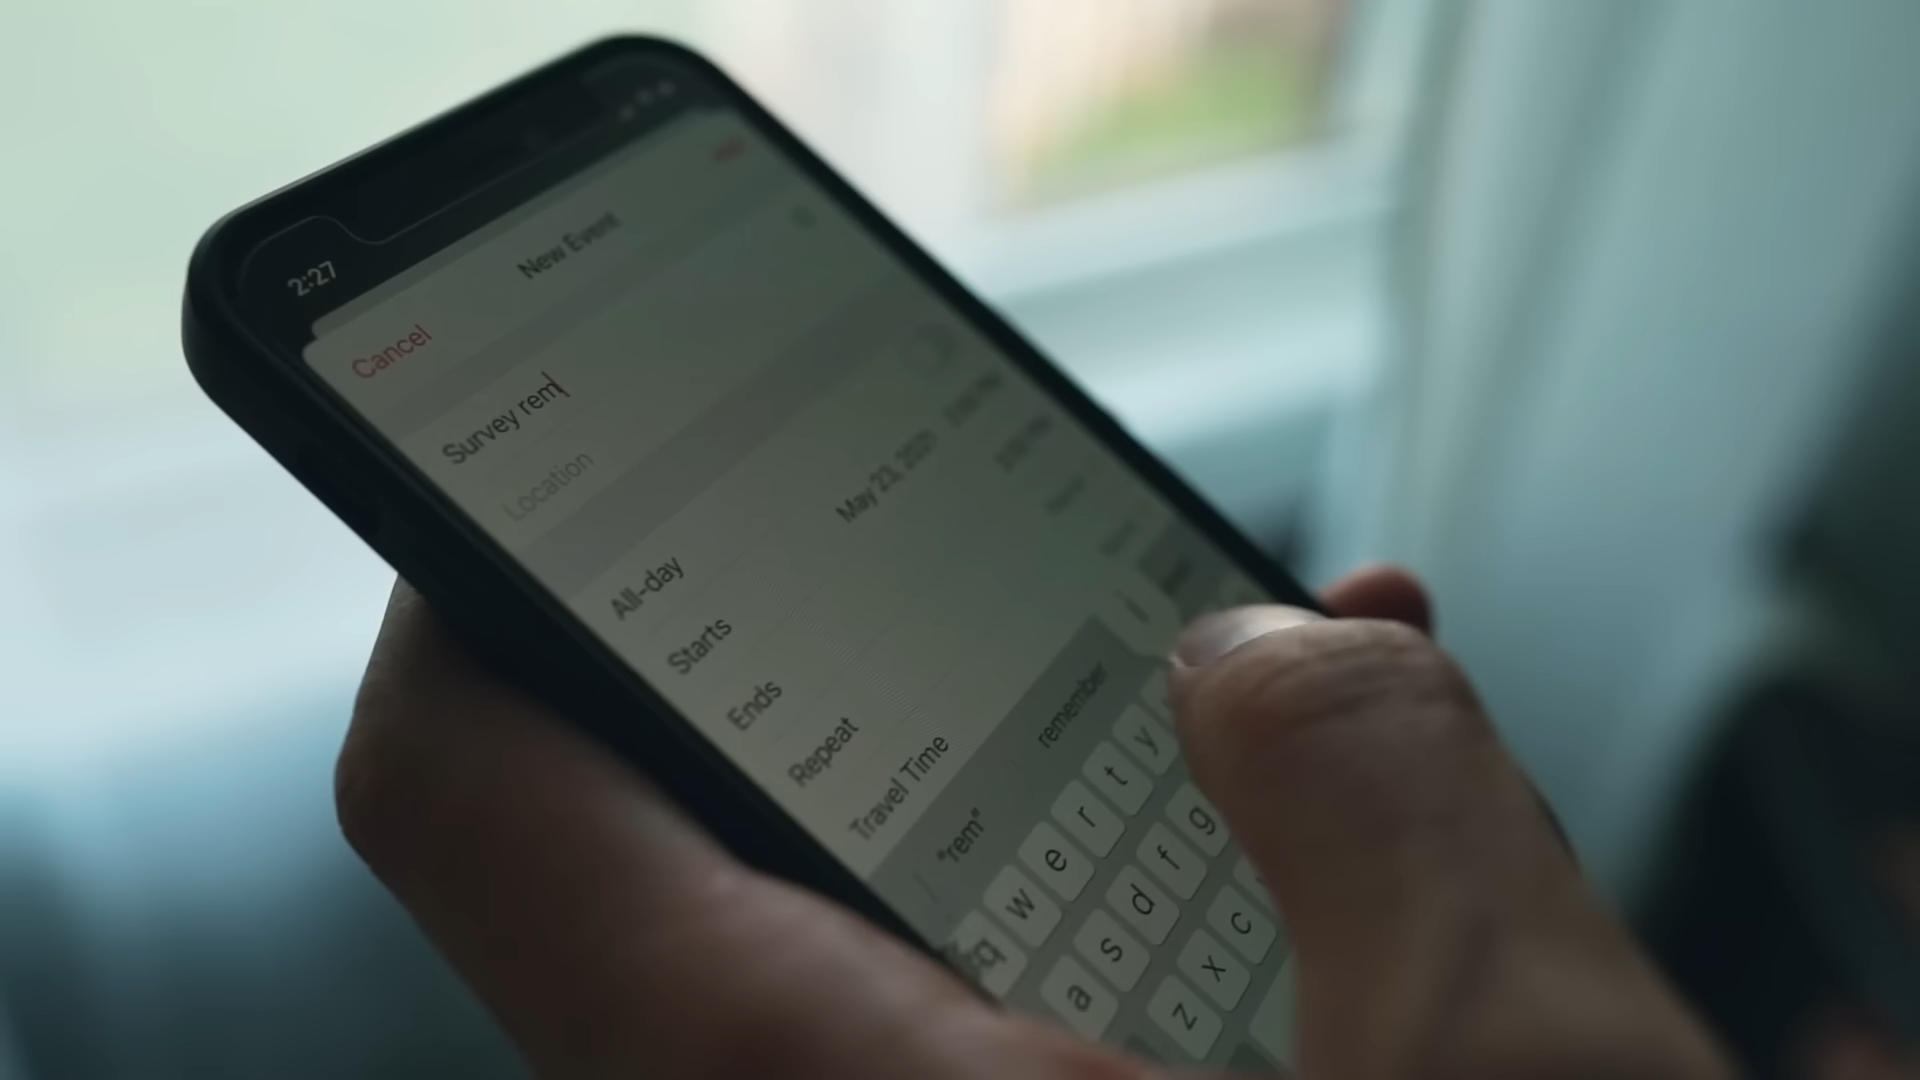 2:27
Cancel New Event
Survey rem
Location
All-day
Starts May 23,
Ends
Repeat
Travel Time
"rem" remember
q w e r t y
a s d f g
z x c